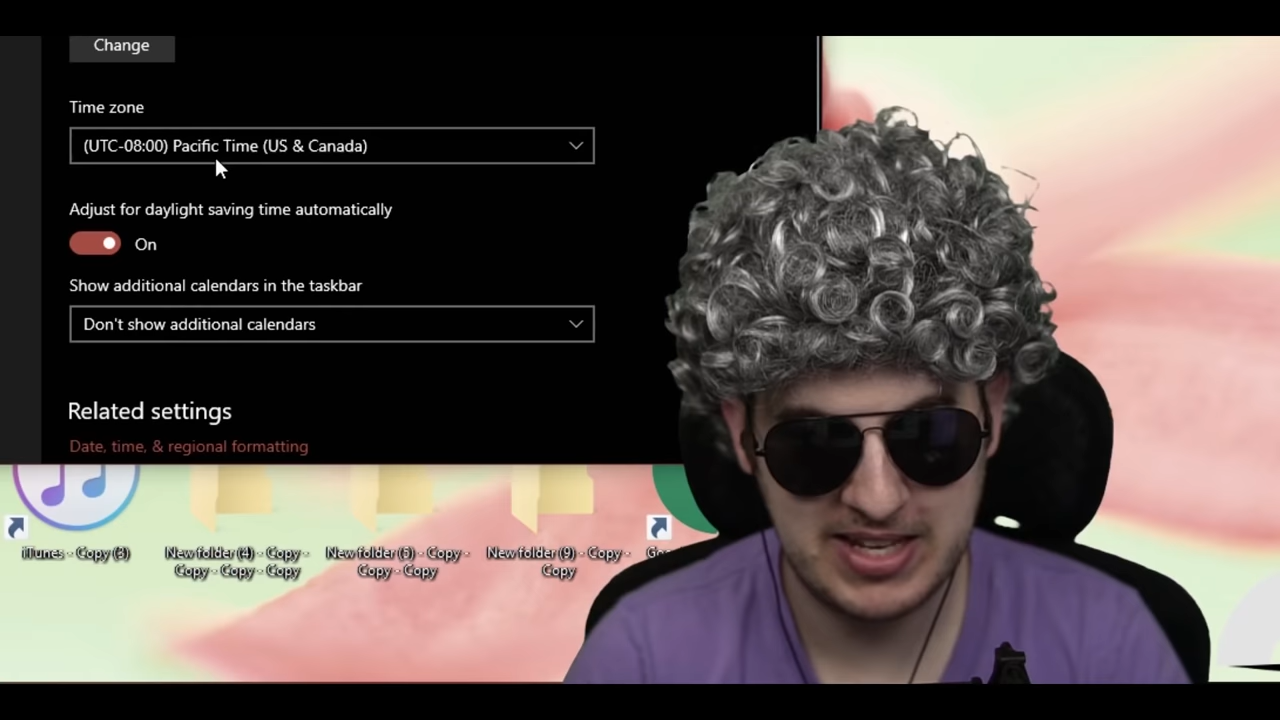 Change
Time zone
(UTC-08:00) Pacific Time (US & Canada)
Adjust for daylight saving time automatically
On
Show additional calendars in the taskbar
Don't show additional calendars
Related settings
Date, time, & regional formatting
iTunes - Copy (3)
New folder (4) - Copy -
Copy - Copy - Copy
New folder (5) - Copy -
Copy - Copy
New folder (9) - Copy -
Copy